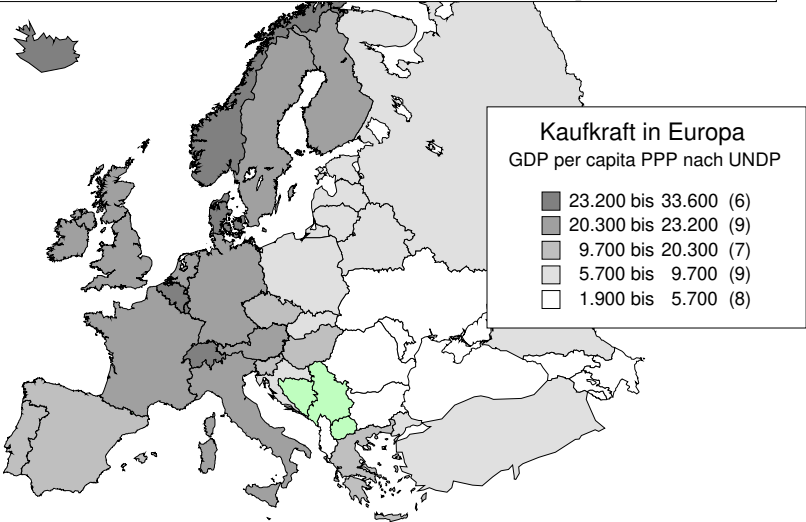 Kaufkraft in Europa
GDP per capita PPP nach UNDP
23.200 bis 33.600 (6)
20.300 bis 23.200 (9)
9.700 bis 20.300 (7)
5.700 bis 9.700 (9)
1.900 bis 5.700 (8)